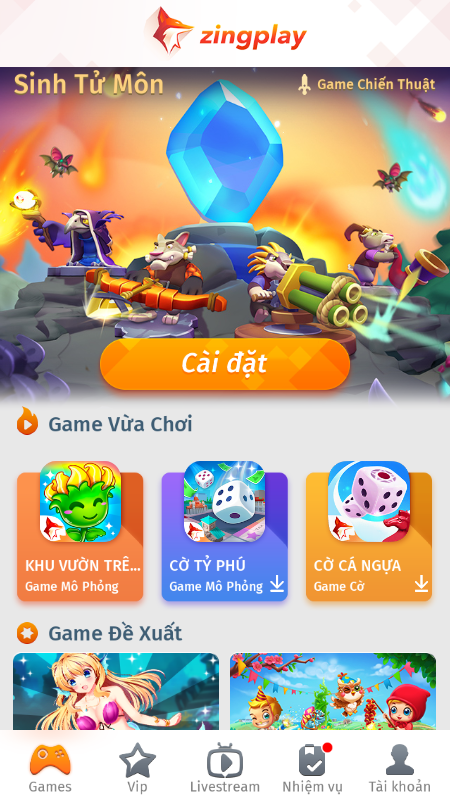 zingplay
Sinh Tử Môn
Game Chiến Thuật
Cài đặt
Game Vừa Chơi
KHU VƯỜN TRÊ...
Game Mô Phỏng
CỜ TỶ PHÚ
Game Mô Phỏng
CỜ CÁ NGỰA
Game Cờ
Game Đề Xuất
Games
Vip
Livestream
Nhiệm vụ
Tài khoản